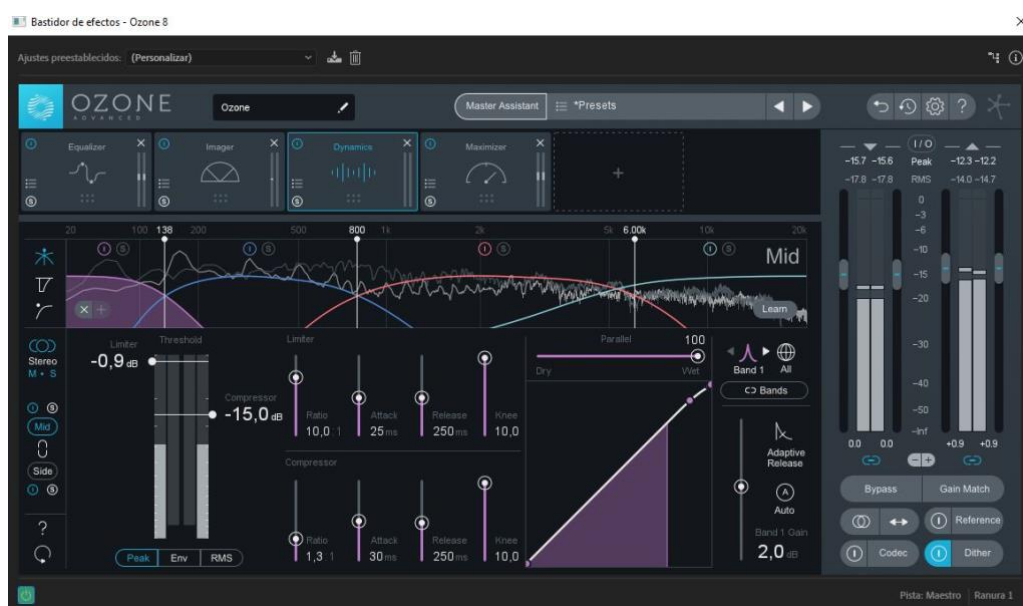 Bastidor de efectos - Ozone 8
Ajustes preestablecidos: (Personalizar)
OZONE
ADVANCED
Ozone
Master Assistant
*Presets
Equalizer
Imager
Dynamics
Maximizer
+
I / O
-15.7 -15.6 Peak -12.3 -12.2
-17.8 -17.8 RMS -14.0 -14.7
0
-3
-6
-10
-15
-20
-30
-40
-50
-Inf
0.0 0.0 +0.9 +0.9
20 100 138 200 500 800 1k 2k 5k 6.00k 10k 20k
Mid
Learn
Stereo
M • S
Mid
Side
Limiter
-0,9 dB
Threshold
Compressor
-15,0 dB
Peak Env RMS
Limiter
Ratio Attack Release Knee
10,0 :1 25 ms 250 ms 10,0
Compressor
Ratio Attack Release Knee
1,3 :1 30 ms 250 ms 10,0
Parallel 100
Dry Wet
Band 1 All
Bands
Adaptive
Release
A
Auto
Band 1 Gain
2,0 dB
Bypass Gain Match
Reference
Codec Dither
Pista: Maestro Ranura 1